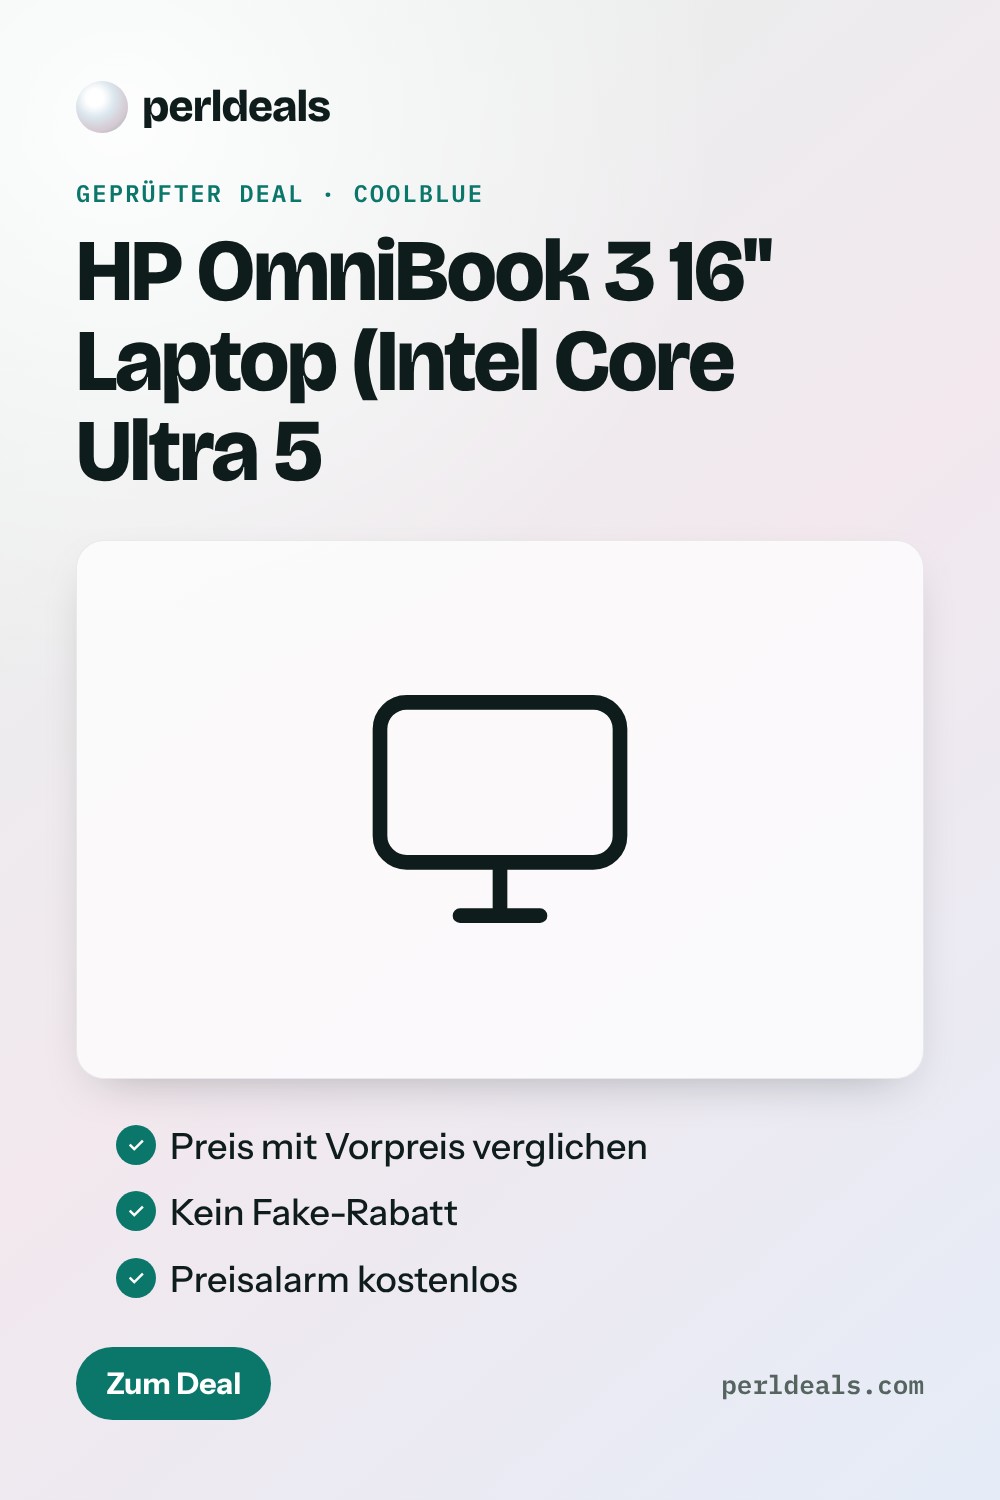 perldeals
GEPRÜFTER DEAL · COOLBLUE
HP OmniBook 3 16"
Laptop (Intel Core
Ultra 5
Preis mit Vorpreis verglichen
Kein Fake-Rabatt
Preisalarm kostenlos
Zum Deal
perldeals.com